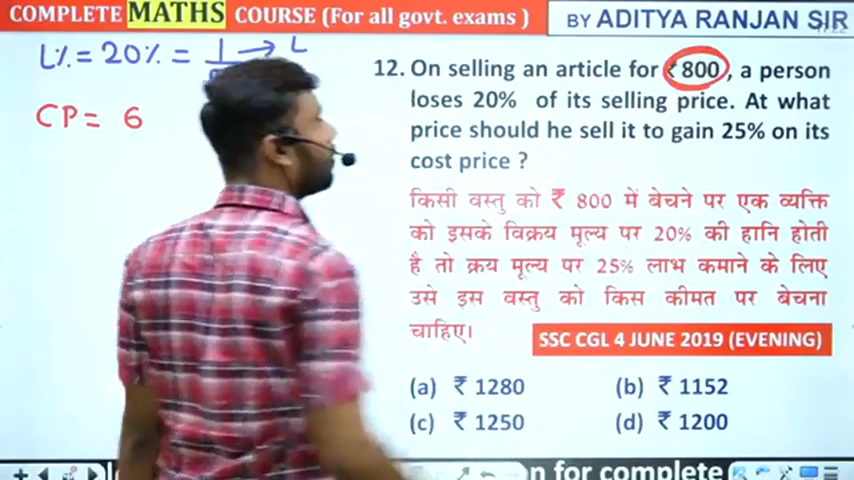 COMPLETE MATHS COURSE (For all govt. exams )
BY ADITYA RANJAN SIR
L% = 20% = 1 → L
CP = 6
12. On selling an article for ₹ 800 , a person
loses 20% of its selling price. At what
price should he sell it to gain 25% on its
cost price ?
किसी वस्तु को ₹ 800 में बेचने पर एक व्यक्ति
को इसके विक्रय मूल्य पर 20% की हानि होती
है तो क्रय मूल्य पर 25% लाभ कमाने के लिए
उसे इस वस्तु को किस कीमत पर बेचना
चाहिए।
SSC CGL 4 JUNE 2019 (EVENING)
(a) ₹ 1280 (b) ₹ 1152
(c) ₹ 1250 (d) ₹ 1200
for complete